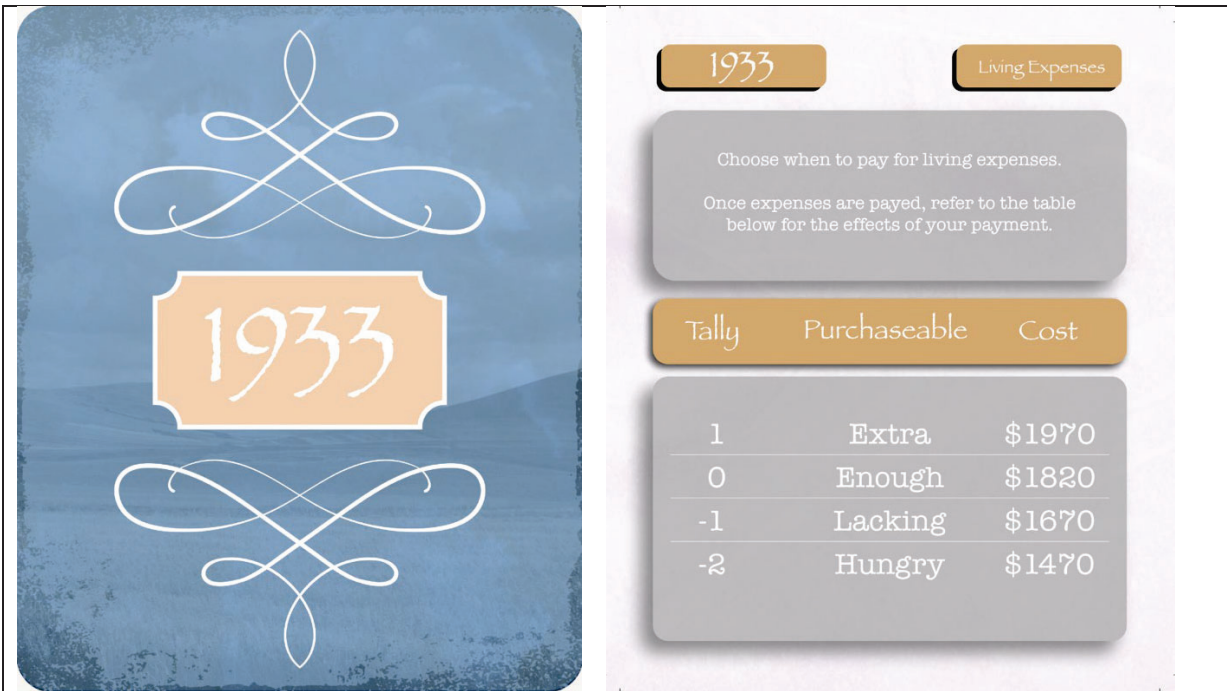 1933
1933
Living Expenses
Choose when to pay for living expenses.
Once expenses are payed, refer to the table
below for the effects of your payment.
Tally Purchaseable Cost
1 Extra $1970
0 Enough $1820
-1 Lacking $1670
-2 Hungry $1470